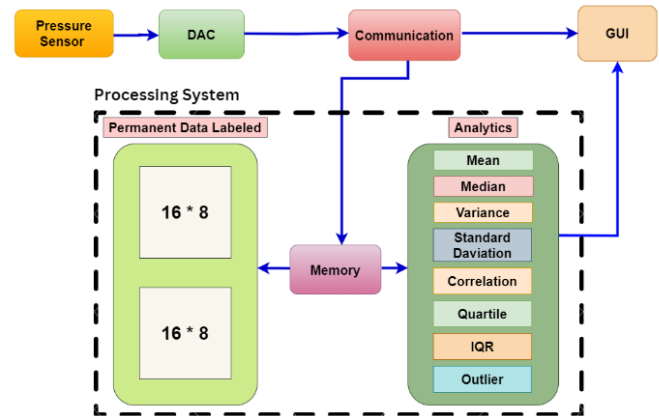 Pressure
Sensor
DAC
Communication
GUI
Processing System
Permanent Data Labeled
Analytics
16 * 8
16 * 8
Memory
Mean
Median
Variance
Standard
Daviation
Correlation
Quartile
IQR
Outlier